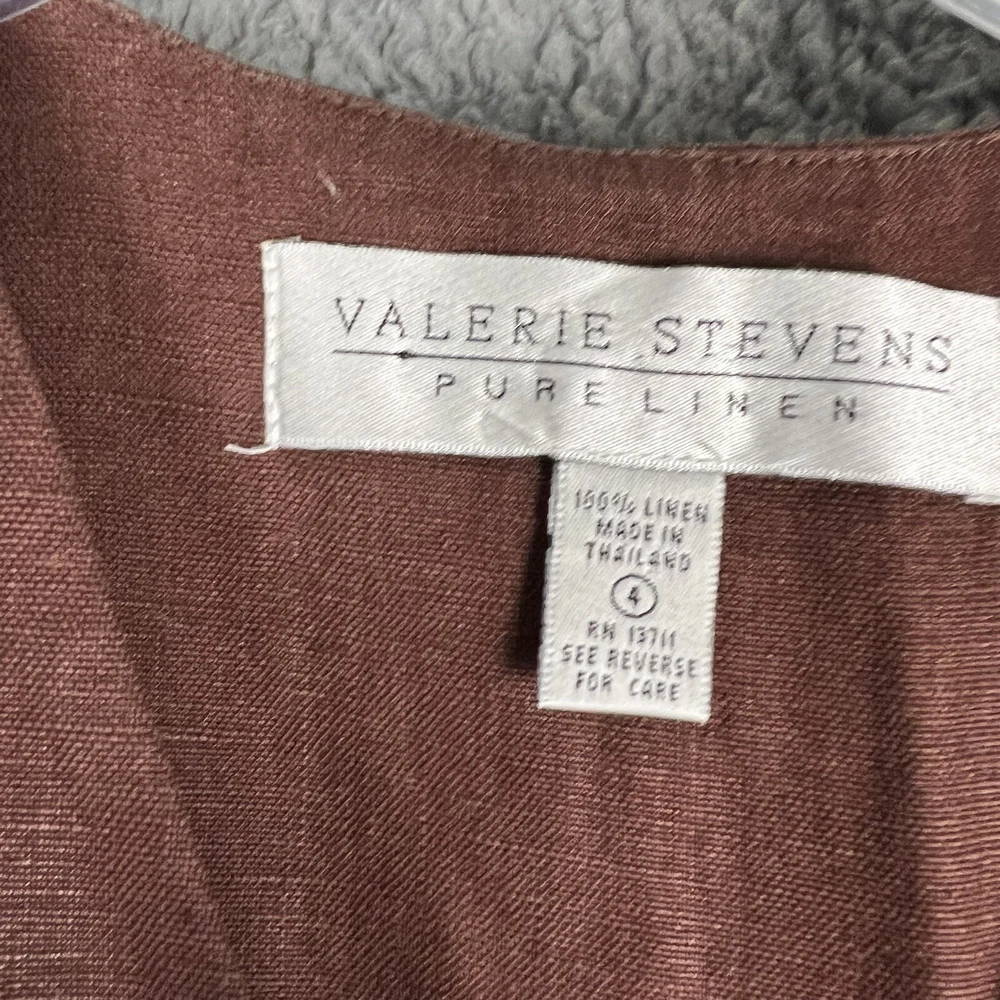 VALERIE STEVENS
PURE LINEN
100% LINEN
MADE IN
THAILAND
4
RN 13711
SEE REVERSE
FOR CARE